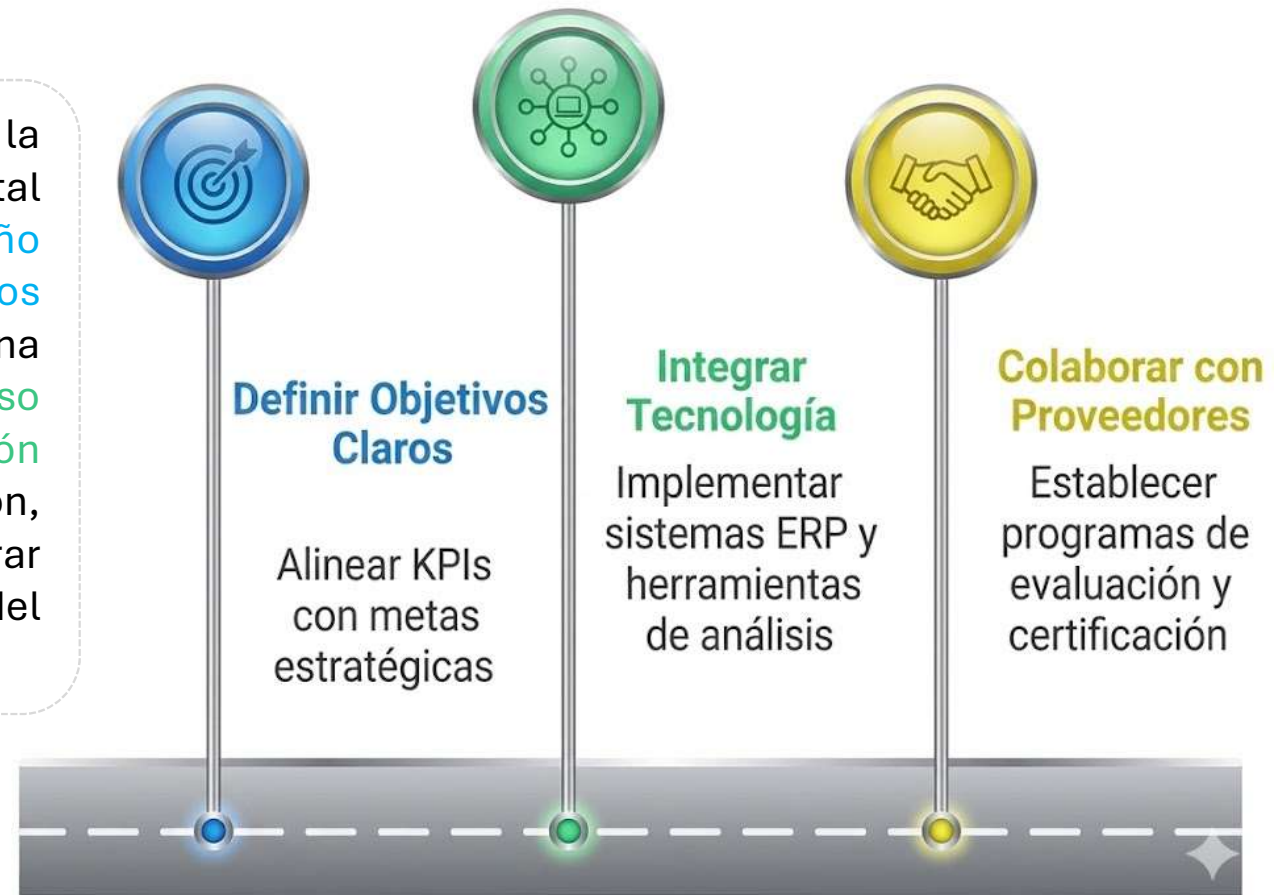 la
Definir Objetivos
Claros
Alinear KPIs
con metas
estratégicas
Integrar
Tecnología
Implementar
sistemas ERP y
herramientas
de análisis
Colaborar con
Proveedores
Establecer
programas de
evaluación y
certificación